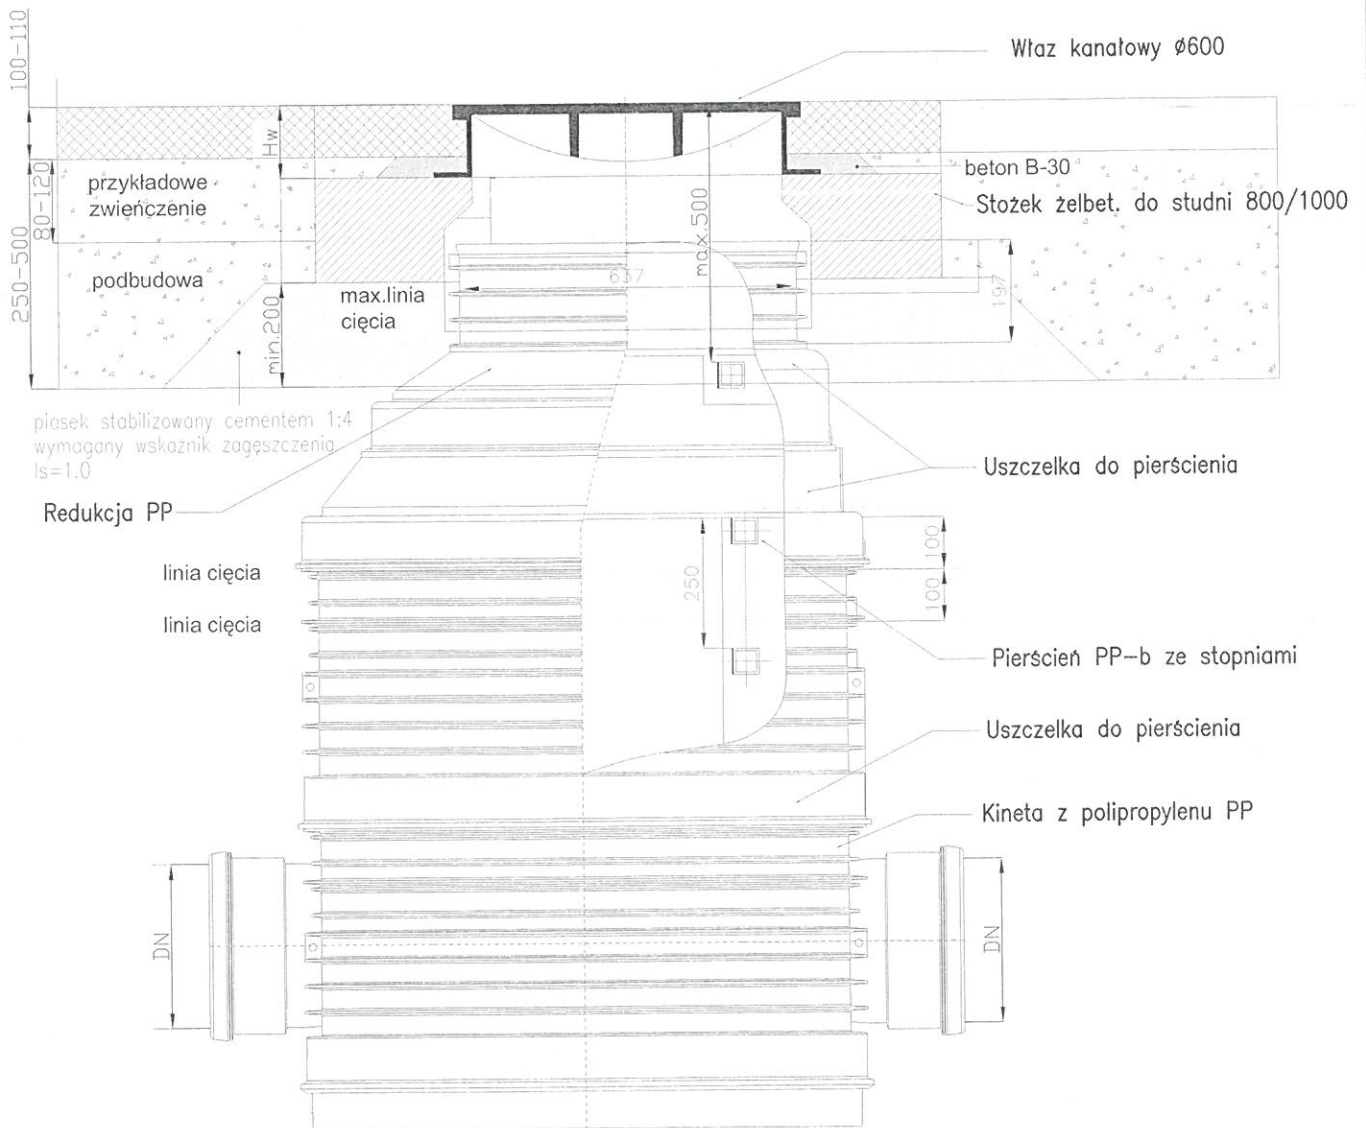 100-110
Właz kanałowy ø600
Hw
beton B-30
Stożek żelbet. do studni 800/1000
przykładowe
zwieńczenie
80-120
250-500
max.500
podbudowa
637
197
max.linia
cięcia
min.200
piasek stabilizowany cementem 1:4
wymagany wskaźnik zagęszczenia
Is=1.0
Uszczelka do pierścienia
Redukcja PP
100
linia cięcia
250
100
linia cięcia
Pierścień PP-b ze stopniami
Uszczelka do pierścienia
Kineta z polipropylenu PP
DN
DN